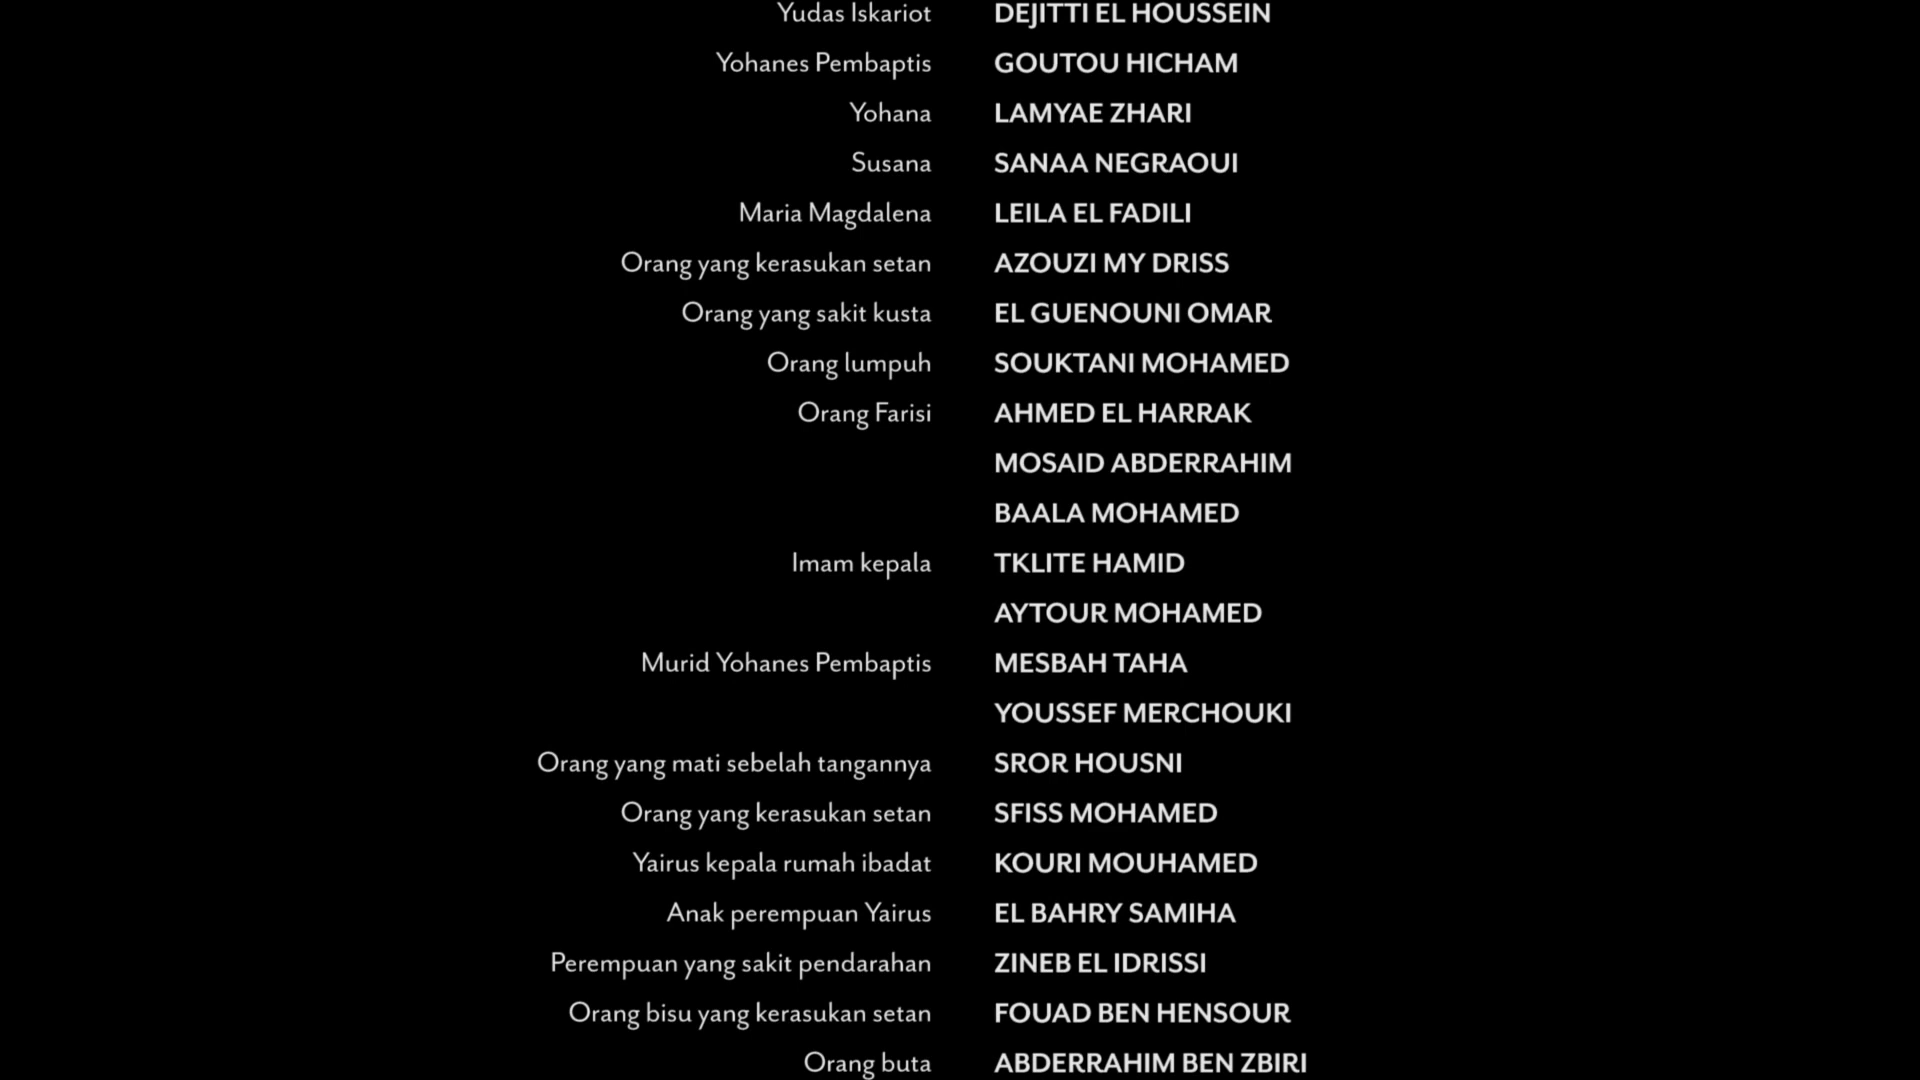 Yudas Iskariot DEJITTI EL HOUSSEIN
Yohanes Pembaptis GOUTOU HICHAM
Yohana LAMYAE ZHARI
Susana SANAA NEGRAOUI
Maria Magdalena LEILA EL FADILI
Orang yang kerasukan setan AZOUZI MY DRISS
Orang yang sakit kusta EL GUENOUNI OMAR
Orang lumpuh SOUKTANI MOHAMED
Orang Farisi AHMED EL HARRAK
MOSAID ABDERRAHIM
BAALA MOHAMED
Imam kepala TKLITE HAMID
AYTOUR MOHAMED
Murid Yohanes Pembaptis MESBAH TAHA
YOUSSEF MERCHOUKI
Orang yang mati sebelah tangannya SROR HOUSNI
Orang yang kerasukan setan SFISS MOHAMED
Yairus kepala rumah ibadat KOURI MOUHAMED
Anak perempuan Yairus EL BAHRY SAMIHA
Perempuan yang sakit pendarahan ZINEB EL IDRISSI
Orang bisu yang kerasukan setan FOUAD BEN HENSOUR
Orang buta ABDERRAHIM BEN ZBIRI